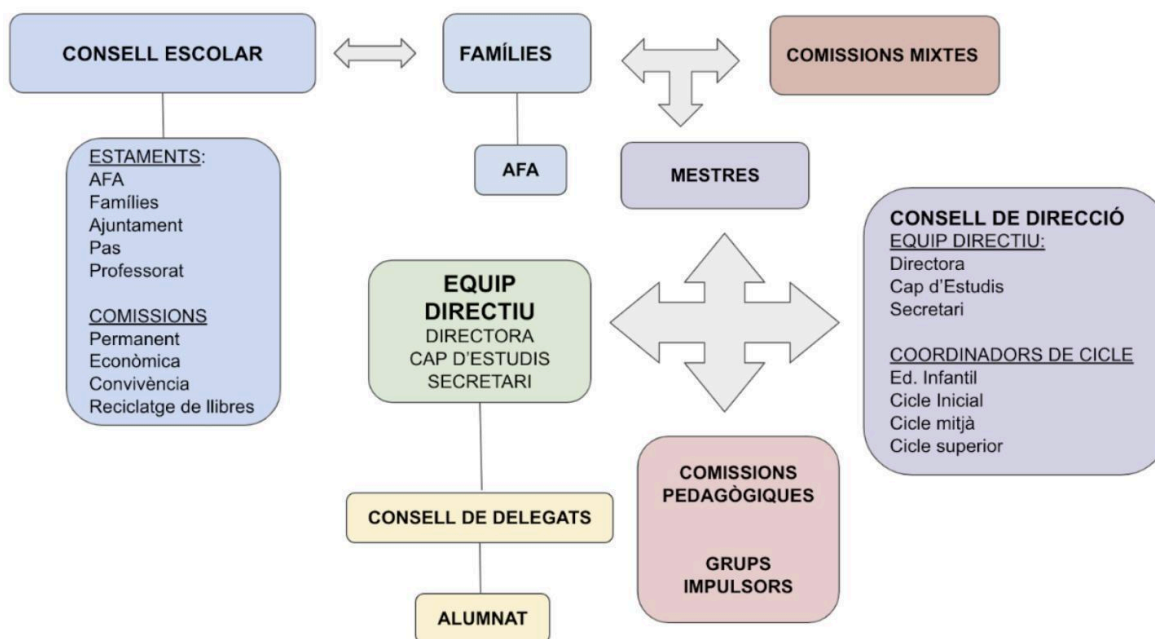 CONSELL ESCOLAR
FAMÍLIES
COMISSIONS MIXTES
ESTAMENTS:
AFA
Famílies
Ajuntament
Pas
Professorat
COMISSIONS
Permanent
Econòmica
Convivència
Reciclatge de llibres
AFA
MESTRES
EQUIP
DIRECTIU
DIRECTORA
CAP D'ESTUDIS
SECRETARI
CONSELL DE DIRECCIÓ
EQUIP DIRECTIU:
Directora
Cap d'Estudis
Secretari
COORDINADORS DE CICLE
Ed. Infantil
Cicle Inicial
Cicle mitjà
Cicle superior
COMISSIONS
PEDAGÒGIQUES
GRUPS
IMPULSORS
CONSELL DE DELEGATS
ALUMNAT